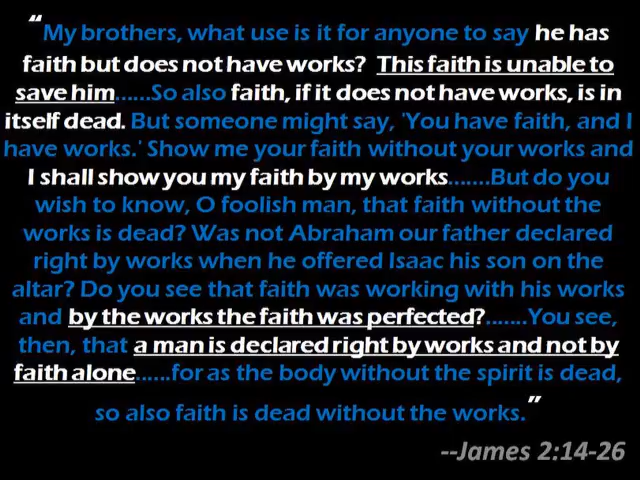 “My brothers, what use is it for anyone to say he has
faith but does not have works? This faith is unable to
save him......So also faith, if it does not have works, is in
itself dead. But someone might say, 'You have faith, and I
have works.' Show me your faith without your works and
I shall show you my faith by my works.......But do you
wish to know, O foolish man, that faith without the
works is dead? Was not Abraham our father declared
right by works when he offered Isaac his son on the
altar? Do you see that faith was working with his works
and by the works the faith was perfected?.......You see,
then, that a man is declared right by works and not by
faith alone......for as the body without the spirit is dead,
so also faith is dead without the works.”
--James 2:14-26